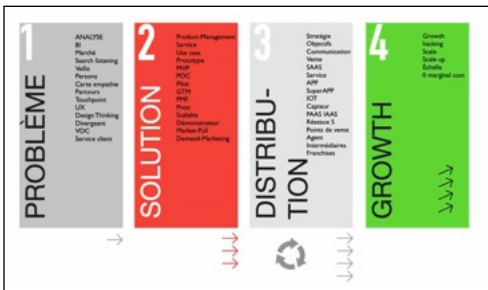 1
PROBLÈME
ANALYSE
BI
Marché
Search listening
Veille
Persona
Carte empathie
Parcours
Touchpoint
UX
Design Thinking
Divergeant
VOC
Service client
2
SOLUTION
Product-Management
Service
Use case
Prototype
MVP
POC
Pilot
GTM
PMF
Pivot
Scalable
Démonstrateur
Market-Pull
Demand-Marketing
3
DISTRIBU-
TION
Stratégie
Objectifs
Communication
Vente
SAAS
Service
APP
SuperAPP
IOT
Capteur
PAAS IAAS
Réseaux S
Points de vente
Agent
Intermédiaires
Franchises
4
GROWTH
Growth
hacking
Scale
Scale up
Echelle
0 marginal cost